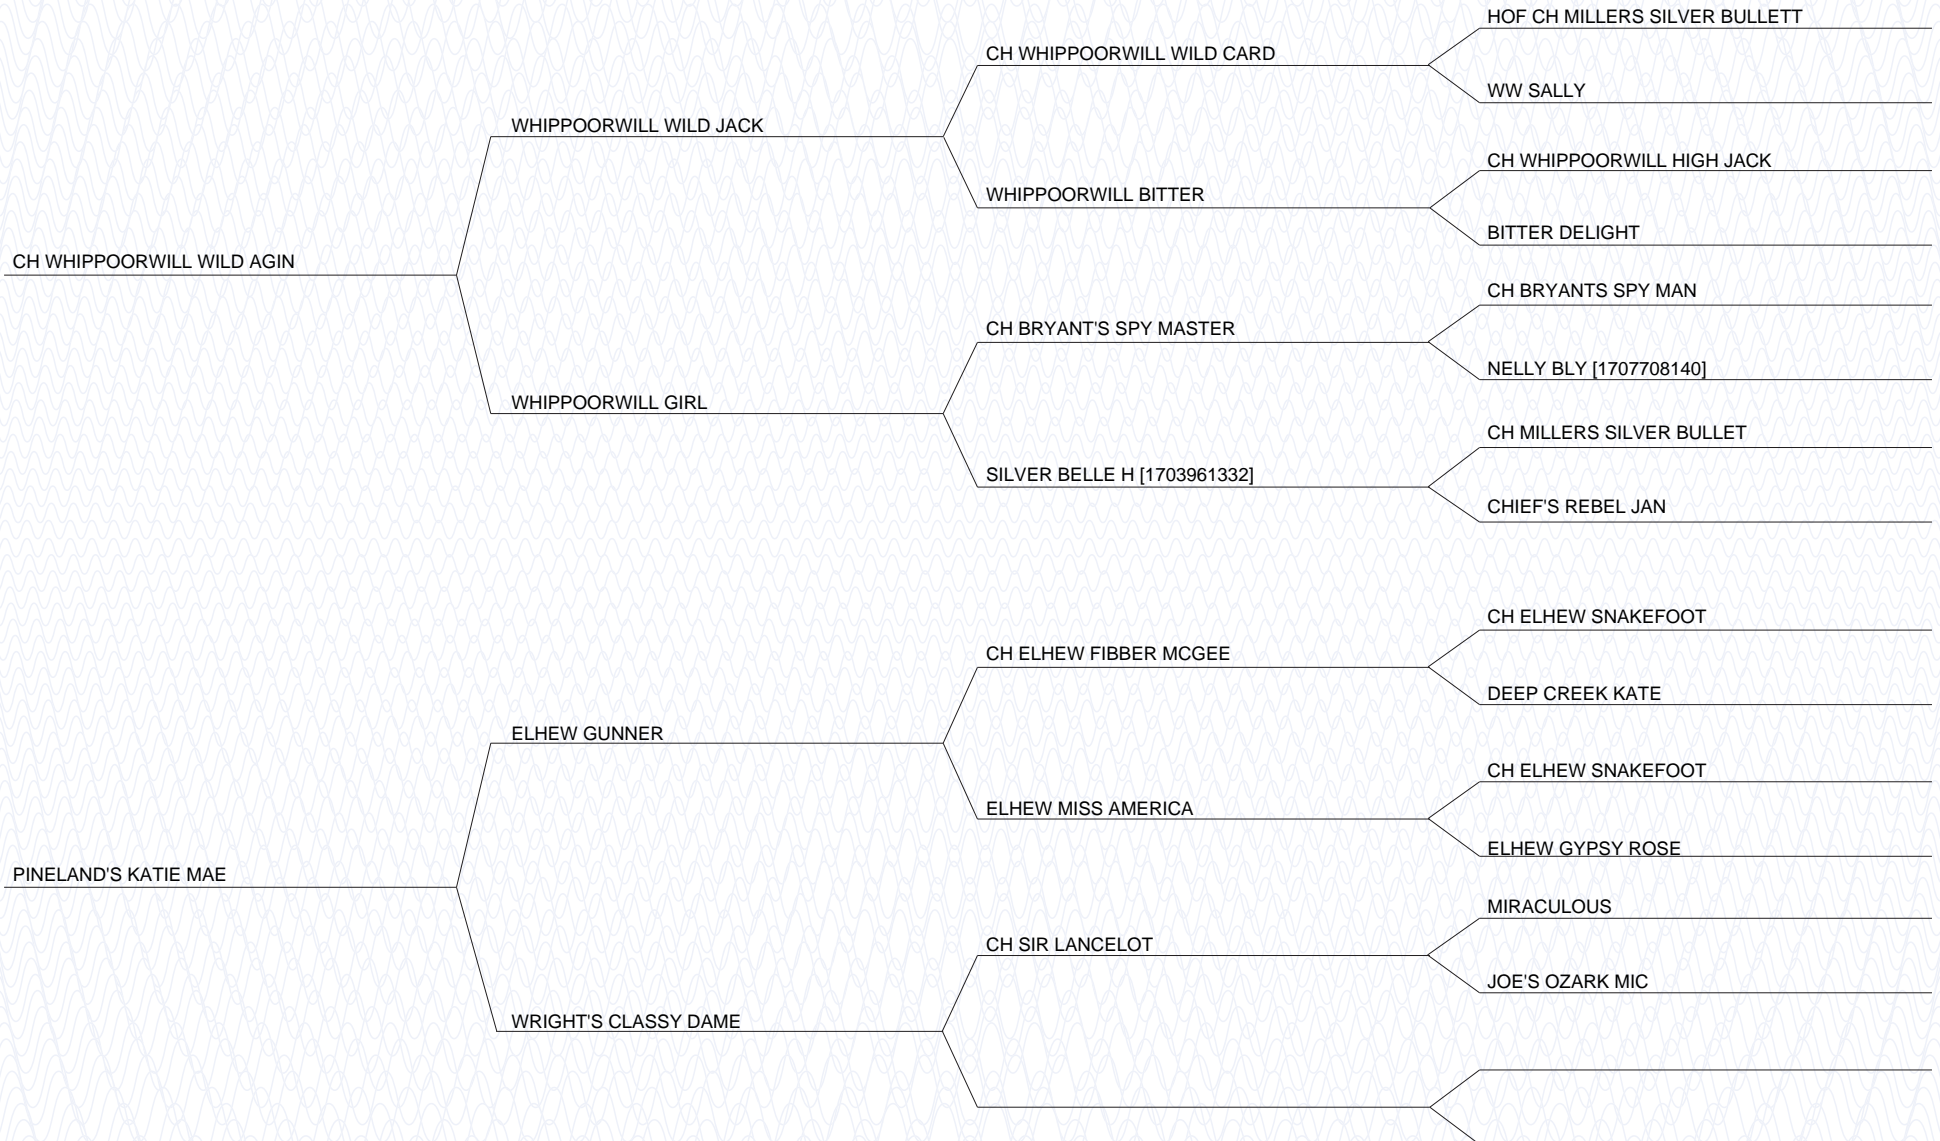 HOF CH MILLERS SILVER BULLETT
CH WHIPPOORWILL WILD CARD
WW SALLY
WHIPPOORWILL WILD JACK
CH WHIPPOORWILL HIGH JACK
WHIPPOORWILL BITTER
BITTER DELIGHT
CH WHIPPOORWILL WILD AGIN
CH BRYANTS SPY MAN
CH BRYANT'S SPY MASTER
NELLY BLY [1707708140]
WHIPPOORWILL GIRL
CH MILLERS SILVER BULLET
SILVER BELLE H [1703961332]
CHIEF'S REBEL JAN
CH ELHEW SNAKEFOOT
CH ELHEW FIBBER MCGEE
DEEP CREEK KATE
ELHEW GUNNER
CH ELHEW SNAKEFOOT
ELHEW MISS AMERICA
ELHEW GYPSY ROSE
PINELAND'S KATIE MAE
MIRACULOUS
CH SIR LANCELOT
JOE'S OZARK MIC
WRIGHT'S CLASSY DAME